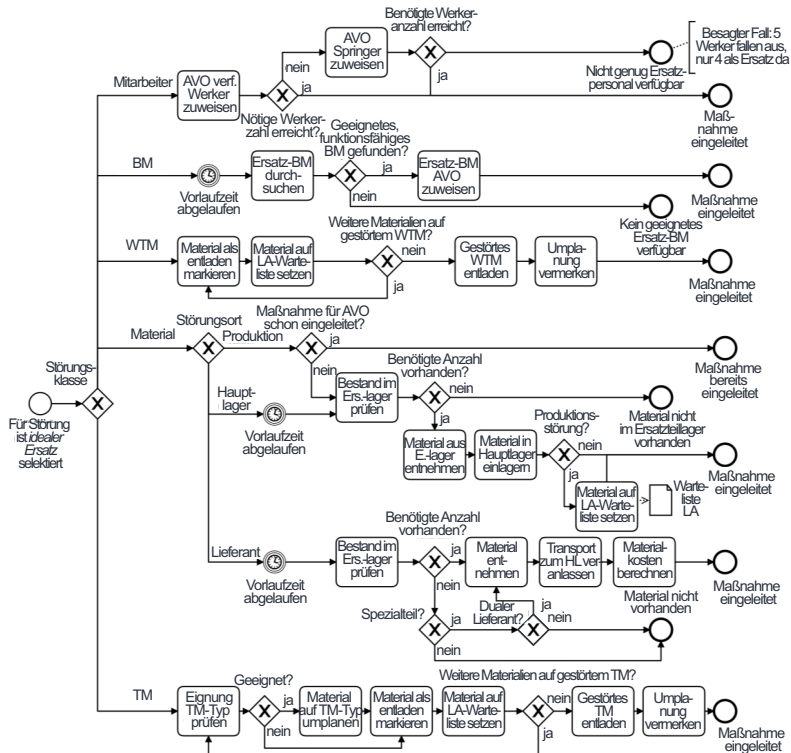 Benötigte Werker-
anzahl erreicht?
AVO
Springer
zuweisen
nein
nein
ja
Besagter Fall: 5
Werker fallen aus,
nur 4 als Ersatz da
Mitarbeiter
AVO verf.
Werker
zuweisen
ja
Nicht genug Ersatz-
personal verfügbar
Nötige Werker-
zahl erreicht?
Maß-
nahme
eingeleitet
Geeignetes,
funktionsfähiges
BM gefunden?
BM
Vorlaufzeit
abgelaufen
Ersatz-BM
durch-
suchen
ja
nein
Ersatz-BM
AVO
zuweisen
Maßnahme
eingeleitet
Kein geeignetes
Ersatz-BM
verfügbar
WTM
Material als
entladen
markieren
Material auf
LA-Warte-
liste setzen
Weitere Materialien auf
gestörtem WTM?
nein
ja
Gestörtes
WTM
entladen
Umpla-
nung
vermerken
Maßnahme
eingeleitet
Störungs-
klasse
Für Störung
ist idealer
Ersatz
selektiert
Material
Störungsort
Produktion
Maßnahme für AVO
schon eingeleitet?
ja
nein
Maßnahme
bereits
eingeleitet
Haupt-
lager
Vorlaufzeit
abgelaufen
Bestand im
Ers.-lager
prüfen
Benötigte Anzahl
vorhanden?
nein
ja
Material nicht
im Ersatzteillager
vorhanden
Material aus
E.-lager
entnehmen
Material in
Hauptlager
einlagern
Produktions-
störung?
nein
ja
Material auf
LA-Warte-
liste setzen
Warte-
liste
LA
Maßnahme
eingeleitet
Lieferant
Vorlaufzeit
abgelaufen
Bestand im
Ers.-lager
prüfen
Benötigte Anzahl
vorhanden?
ja
nein
Material
ent-
nehmen
Transport
zum HL ver-
anlassen
Material-
kosten
berechnen
Maßnahme
eingeleitet
Spezialteil?
ja
nein
Dualer
Lieferant?
ja
nein
Material nicht
vorhanden
TM
Eignung
TM-Typ
prüfen
Geeignet?
ja
nein
Material
auf TM-Typ
umplanen
Material als
entladen
markieren
Material auf
LA-Warte-
liste setzen
Weitere Materialien auf gestörtem TM?
nein
ja
Gestörtes
TM
entladen
Umpla-
nung
vermerken
Maßnahme
eingeleitet